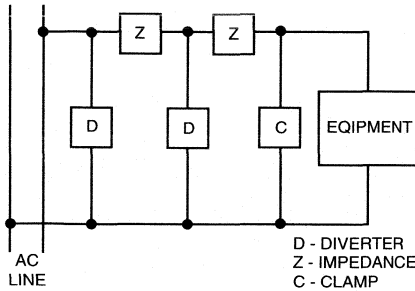 Z
Z
D
D
C
EQIPMENT
AC
LINE
D - DIVERTER
Z - IMPEDANCE
C - CLAMP